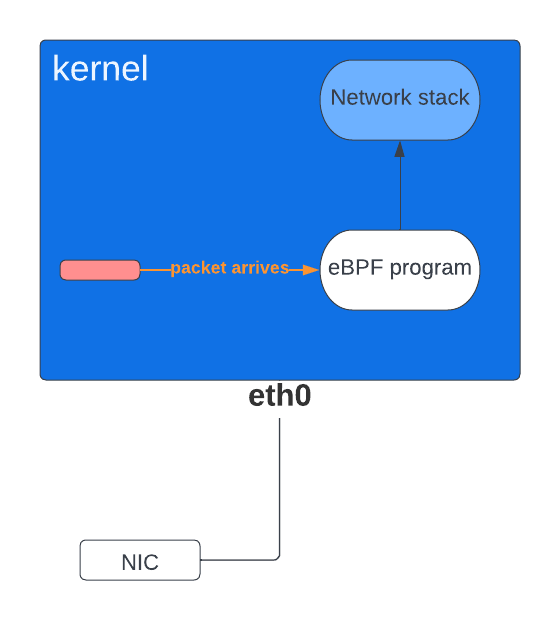 kernel
Network stack
packet arrives
eBPF program
eth0
NIC